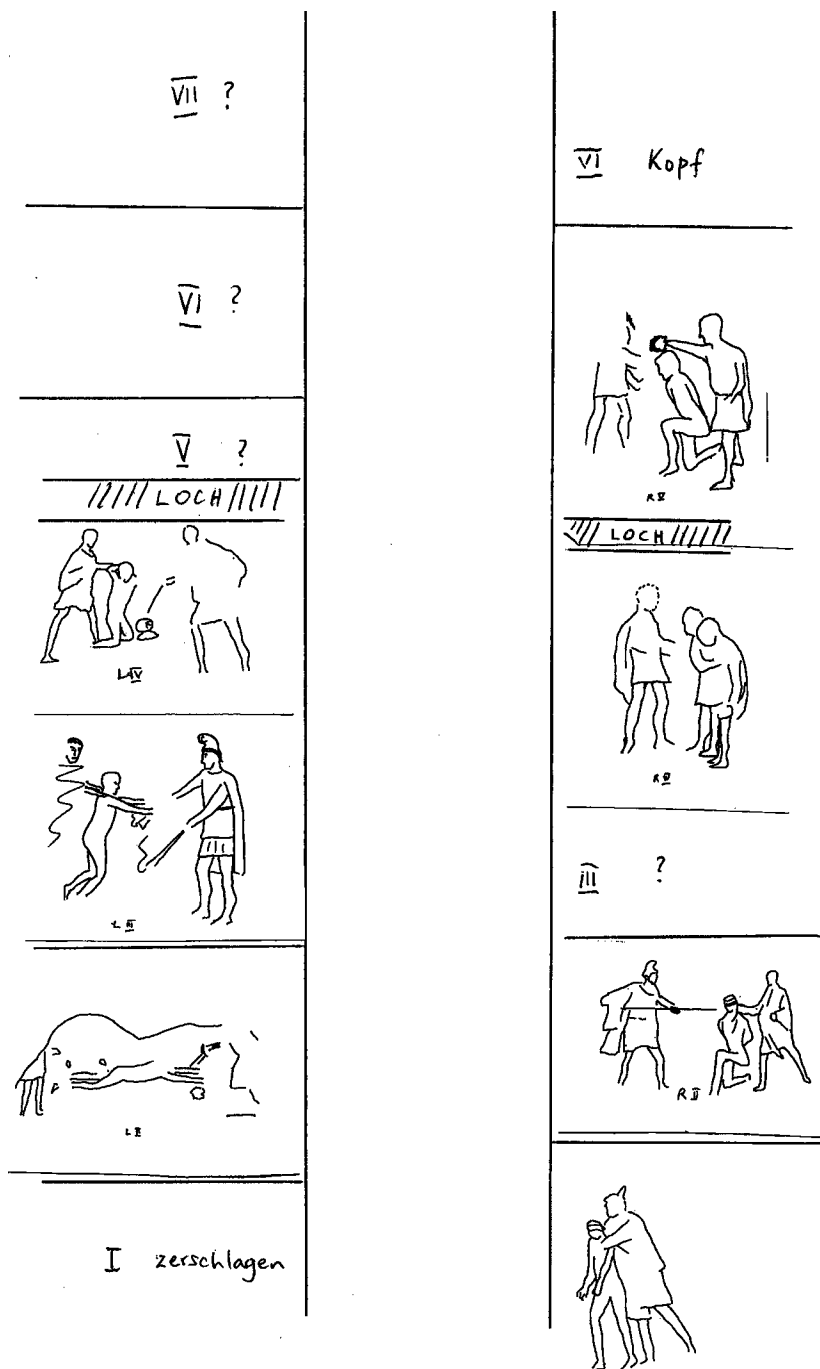 VII ?
VI ?
V ?
LOCH
L IV
L III
L II
I zerschlagen
VI Kopf
R V
LOCH
R IV
III ?
R II